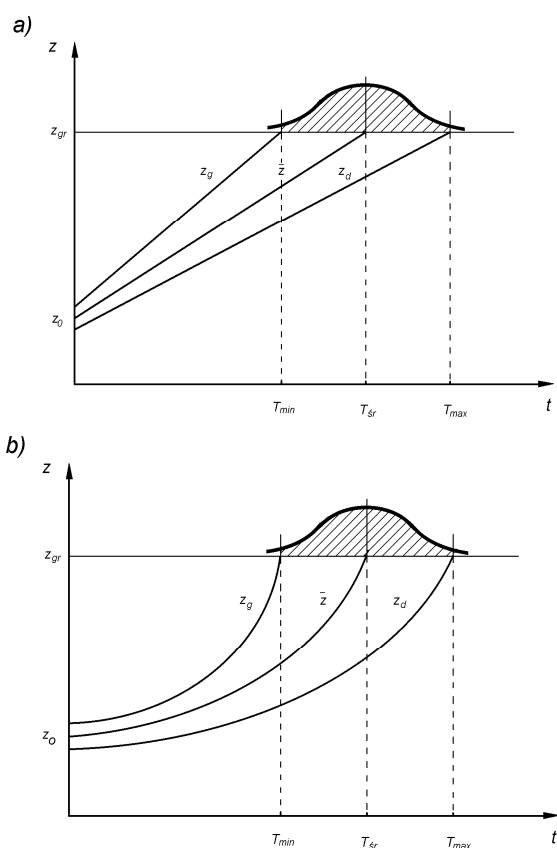 a)
z
z_gr
z_g z̄ z_d
z_0
T_min T_śr T_max t
b)
z
z_gr
z_g z̄ z_d
z_o
T_min T_śr T_max t